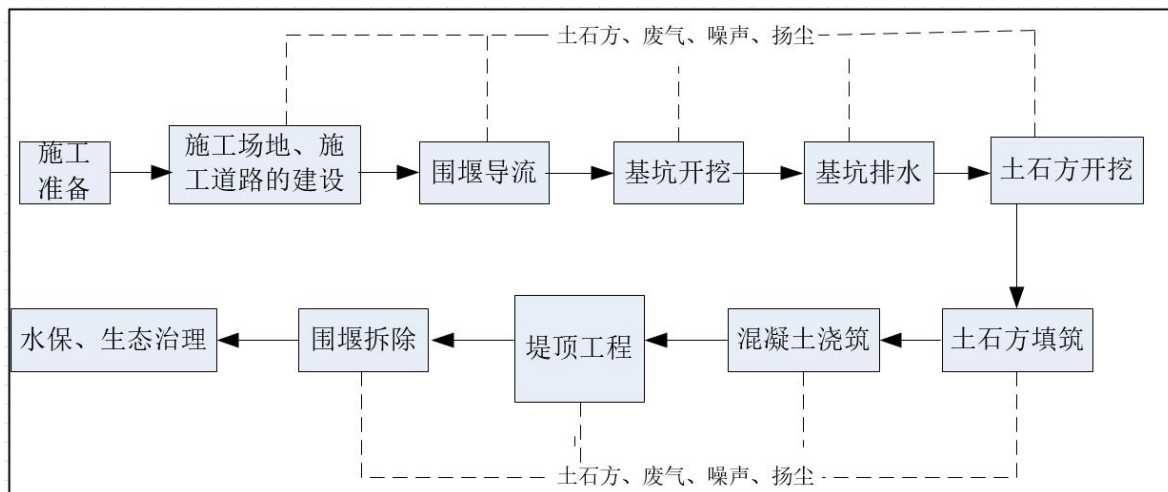 土石方、废气、噪声、扬尘
施工
准备
施工场地、施
工道路的建设
围堰导流
基坑开挖
基坑排水
土石方开挖
水保、生态治理
围堰拆除
堤顶工程
混凝土浇筑
土石方填筑
土石方、废气、噪声、扬尘